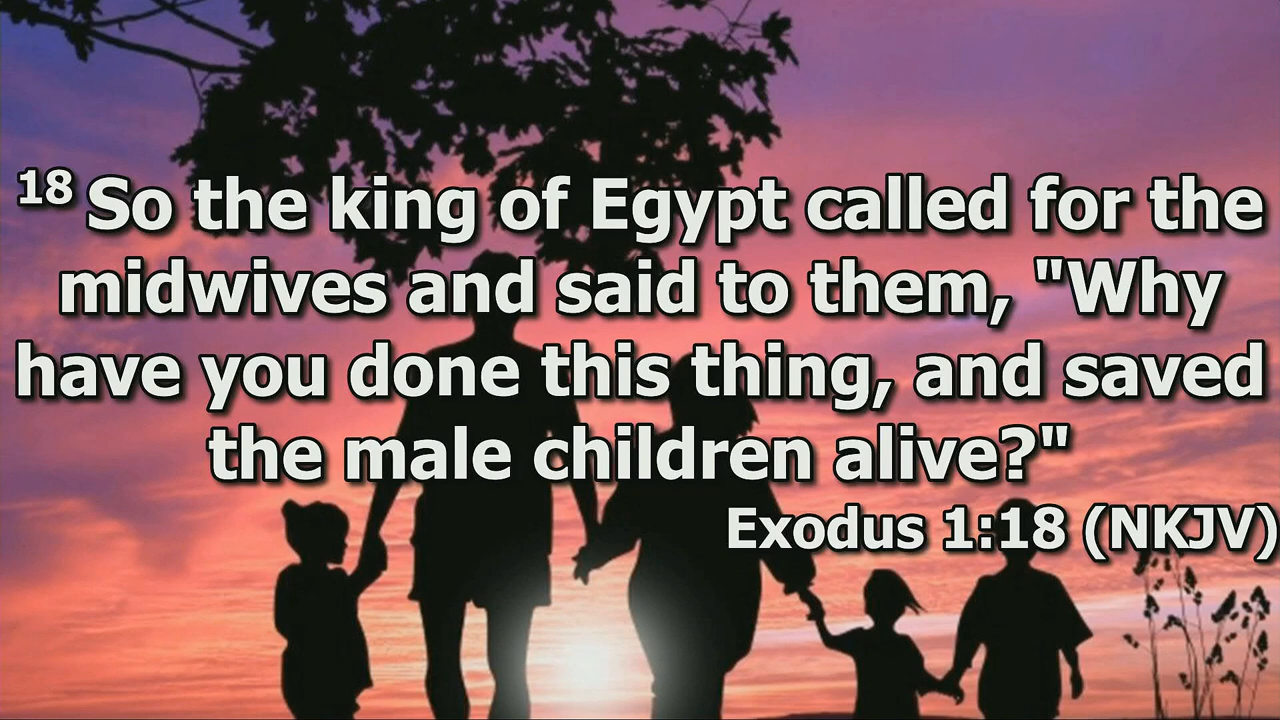 18 So the king of Egypt called for the
midwives and said to them, "Why
have you done this thing, and saved
the male children alive?"
Exodus 1:18 (NKJV)